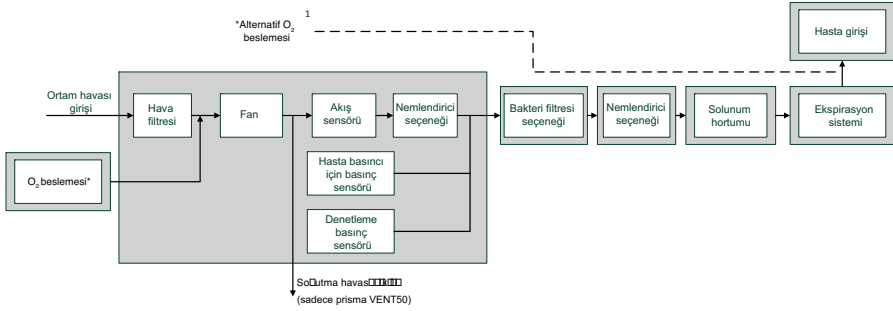 *Alternatif O₂
beslemesi
1
Hasta girişi
Ortam havası
girişi
Hava
filtresi
Fan
Akış
sensörü
Nemlendirici
seçeneği
Bakteri filtresi
seçeneği
Nemlendirici
seçeneği
Solunum
hortumu
Ekspirasyon
sistemi
O₂ beslemesi*
Hasta basıncı
için basınç
sensörü
Denetleme
basınç
sensörü
(sadece prisma VENT50)